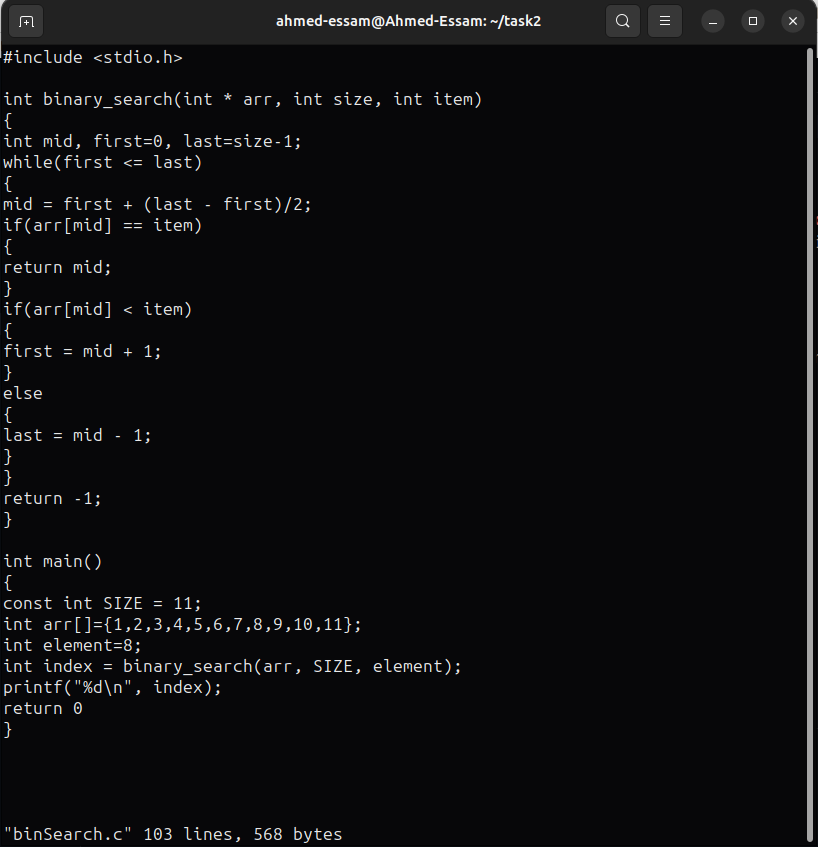 ahmed-essam@Ahmed-Essam: ~/task2
#include <stdio.h>
int binary_search(int * arr, int size, int item)
{
int mid, first=0, last=size-1;
while(first <= last)
{
mid = first + (last - first)/2;
if(arr[mid] == item)
{
return mid;
}
if(arr[mid] < item)
{
first = mid + 1;
}
else
{
last = mid - 1;
}
}
return -1;
}
int main()
{
const int SIZE = 11;
int arr[]={1,2,3,4,5,6,7,8,9,10,11};
int element=8;
int index = binary_search(arr, SIZE, element);
printf("%d\n", index);
return 0
}
"binSearch.c" 103 lines, 568 bytes